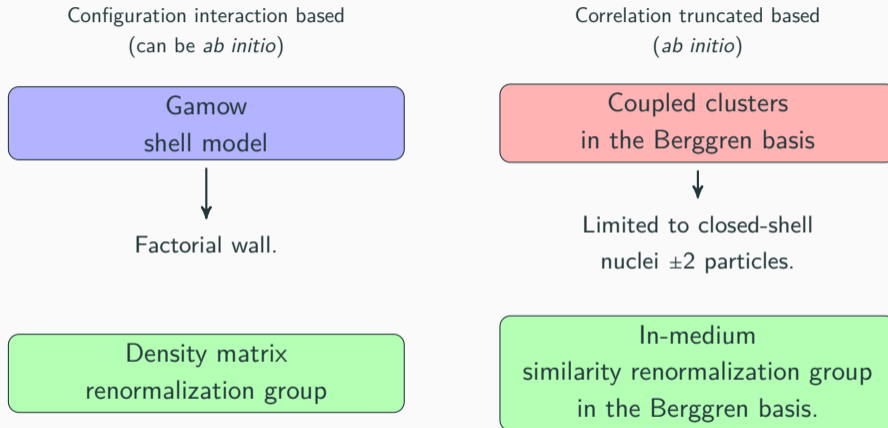 Configuration interaction based
(can be ab initio)
Gamow
shell model
Factorial wall.
Density matrix
renormalization group
Correlation truncated based
(ab initio)
Coupled clusters
in the Berggren basis
Limited to closed-shell
nuclei ±2 particles.
In-medium
similarity renormalization group
in the Berggren basis.